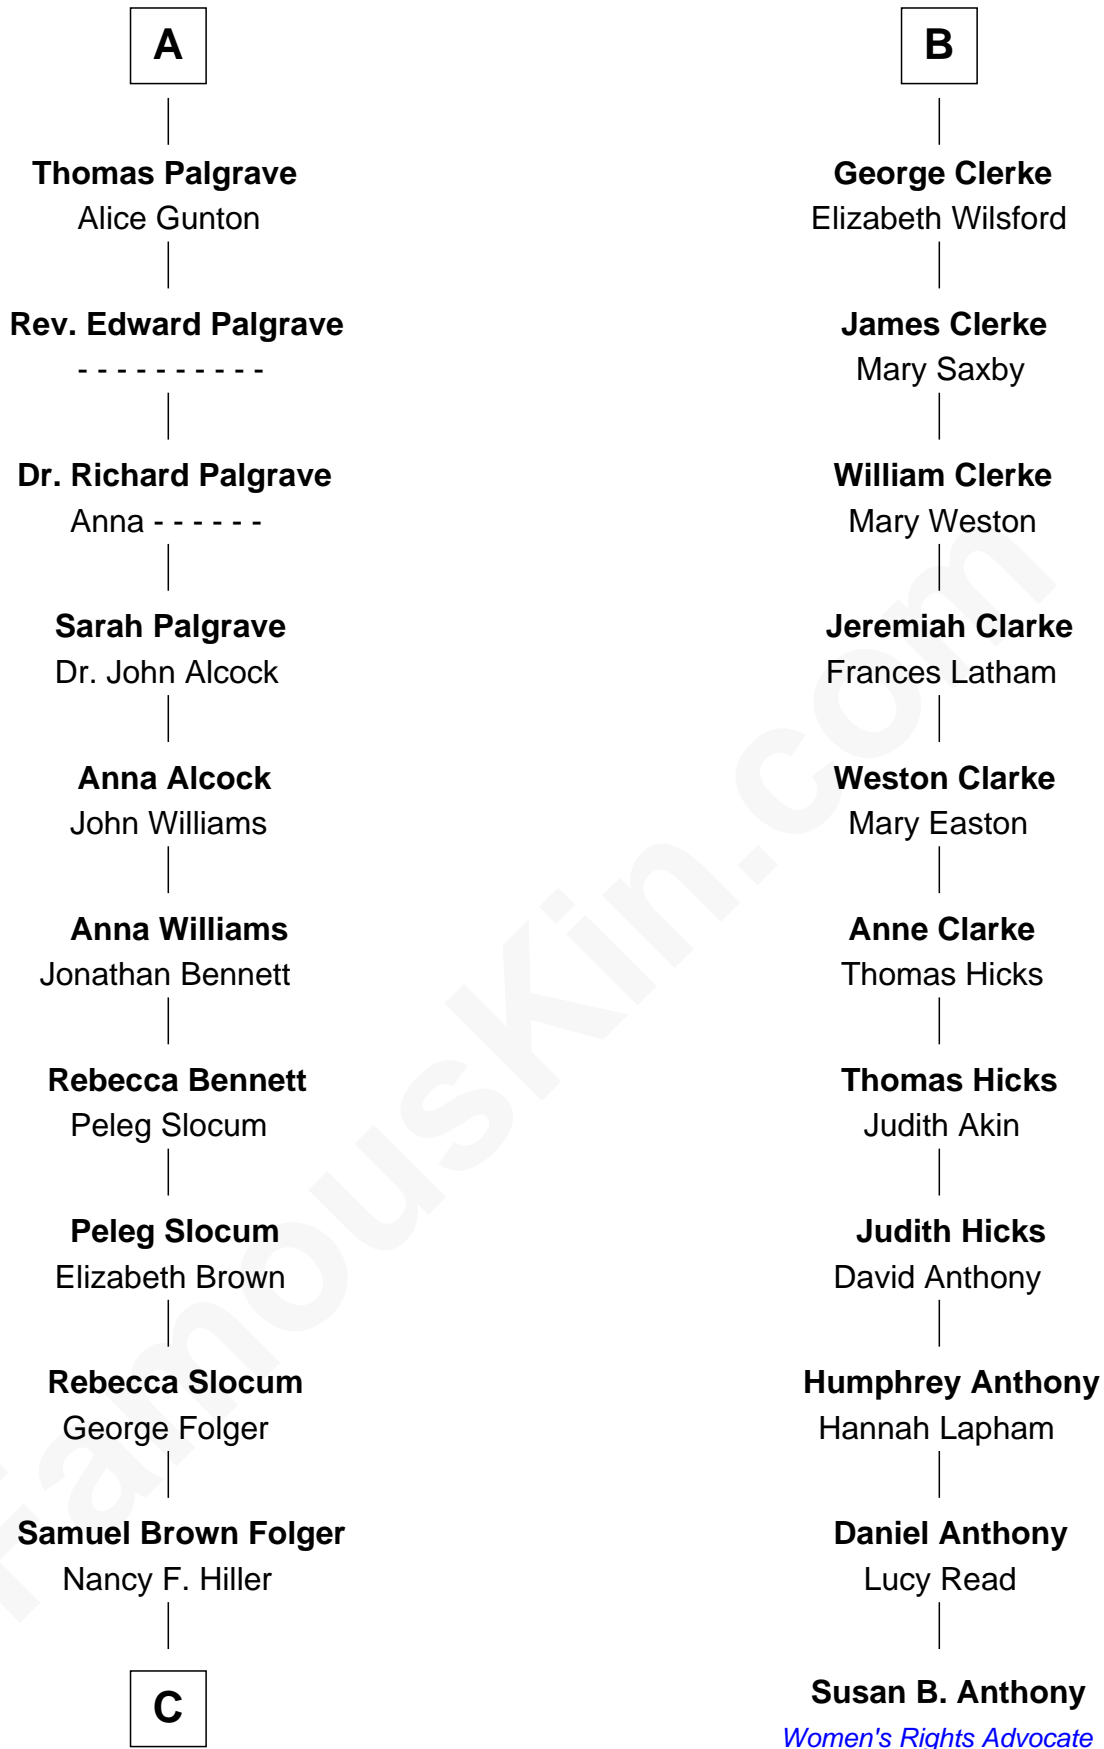 A
Thomas Palgrave
Alice Gunton
Rev. Edward Palgrave
- - - - - - - - - -
Dr. Richard Palgrave
Anna - - - - - -
Sarah Palgrave
Dr. John Alcock
Anna Alcock
John Williams
Anna Williams
Jonathan Bennett
Rebecca Bennett
Peleg Slocum
Peleg Slocum
Elizabeth Brown
Rebecca Slocum
George Folger
Samuel Brown Folger
Nancy F. Hiller
C
B
George Clerke
Elizabeth Wilsford
James Clerke
Mary Saxby
William Clerke
Mary Weston
Jeremiah Clarke
Frances Latham
Weston Clarke
Mary Easton
Anne Clarke
Thomas Hicks
Thomas Hicks
Judith Akin
Judith Hicks
David Anthony
Humphrey Anthony
Hannah Lapham
Daniel Anthony
Lucy Read
Susan B. Anthony
Women's Rights Advocate
FamousKin.com